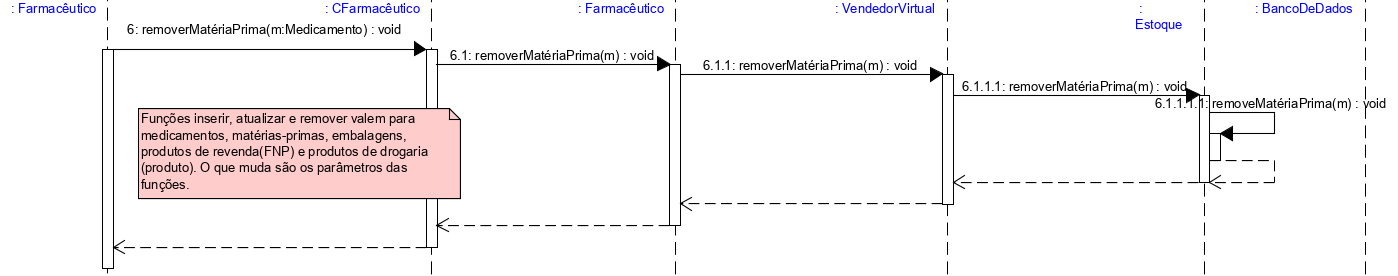 : Farmacêutico
: CFarmacêutico
: Farmacêutico
: VendedorVirtual
:
Estoque
: BancoDeDados
6: removerMatériaPrima(m:Medicamento) : void
6.1: removerMatériaPrima(m) : void
6.1.1: removerMatériaPrima(m) : void
6.1.1.1: removerMatériaPrima(m) : void
6.1.1.1.1: removeMatériaPrima(m) : void
Funções inserir, atualizar e remover valem para
medicamentos, matérias-primas, embalagens,
produtos de revenda(FNP) e produtos de drogaria
(produto). O que muda são os parâmetros das
funções.